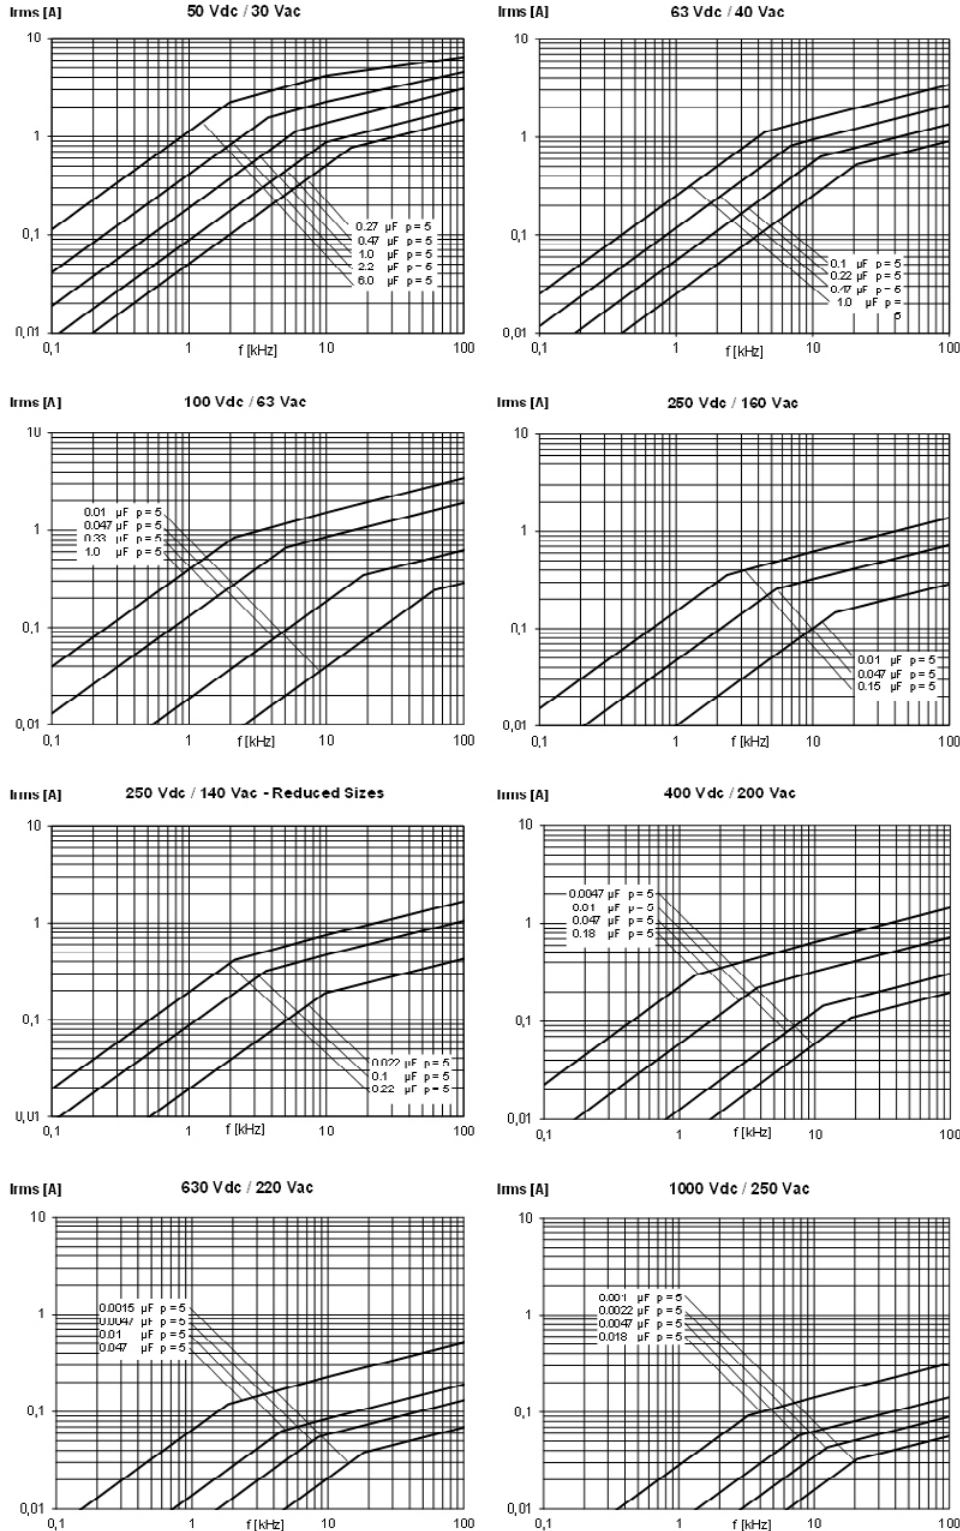 Irms [A] 50 Vdc / 30 Vac
10
1
0,1
0,01
0.27 µF p = 5
0.47 µF p = 5
1.0 µF p = 5
2.2 µF p = 5
6.0 µF p = 5
0,1 1 10 100
f [kHz]
Irms [A] 63 Vdc / 40 Vac
10
1
0,1
0,01
0.1 µF p = 5
0.22 µF p = 5
0.47 µF p = 5
1.0 µF p =
5
0,1 1 10 100
f [kHz]
Irms [A] 100 Vdc / 63 Vac
10
1
0,1
0,01
0.01 µF p = 5
0.047 µF p = 5
0.33 µF p = 5
1.0 µF p = 5
0,1 1 10 100
f [kHz]
Irms [A] 250 Vdc / 160 Vac
10
1
0,1
0,01
0.01 µF p = 5
0.047 µF p = 5
0.15 µF p = 5
0,1 1 10 100
f [kHz]
Irms [A] 250 Vdc / 140 Vac - Reduced Sizes
10
1
0,1
0,01
0.022 µF p = 5
0.1 µF p = 5
0.22 µF p = 5
0,1 1 10 100
f [kHz]
Irms [A] 400 Vdc / 200 Vac
10
1
0,1
0,01
0.0047 µF p = 5
0.01 µF p = 5
0.047 µF p = 5
0.18 µF p = 5
0,1 1 10 100
f [kHz]
Irms [A] 630 Vdc / 220 Vac
10
1
0,1
0,01
0.0015 µF p = 5
0.0047 µF p = 5
0.01 µF p = 5
0.047 µF p = 5
0,1 1 10 100
f [kHz]
Irms [A] 1000 Vdc / 250 Vac
10
1
0,1
0,01
0.001 µF p = 5
0.0022 µF p = 5
0.0047 µF p = 5
0.018 µF p = 5
0,1 1 10 100
f [kHz]